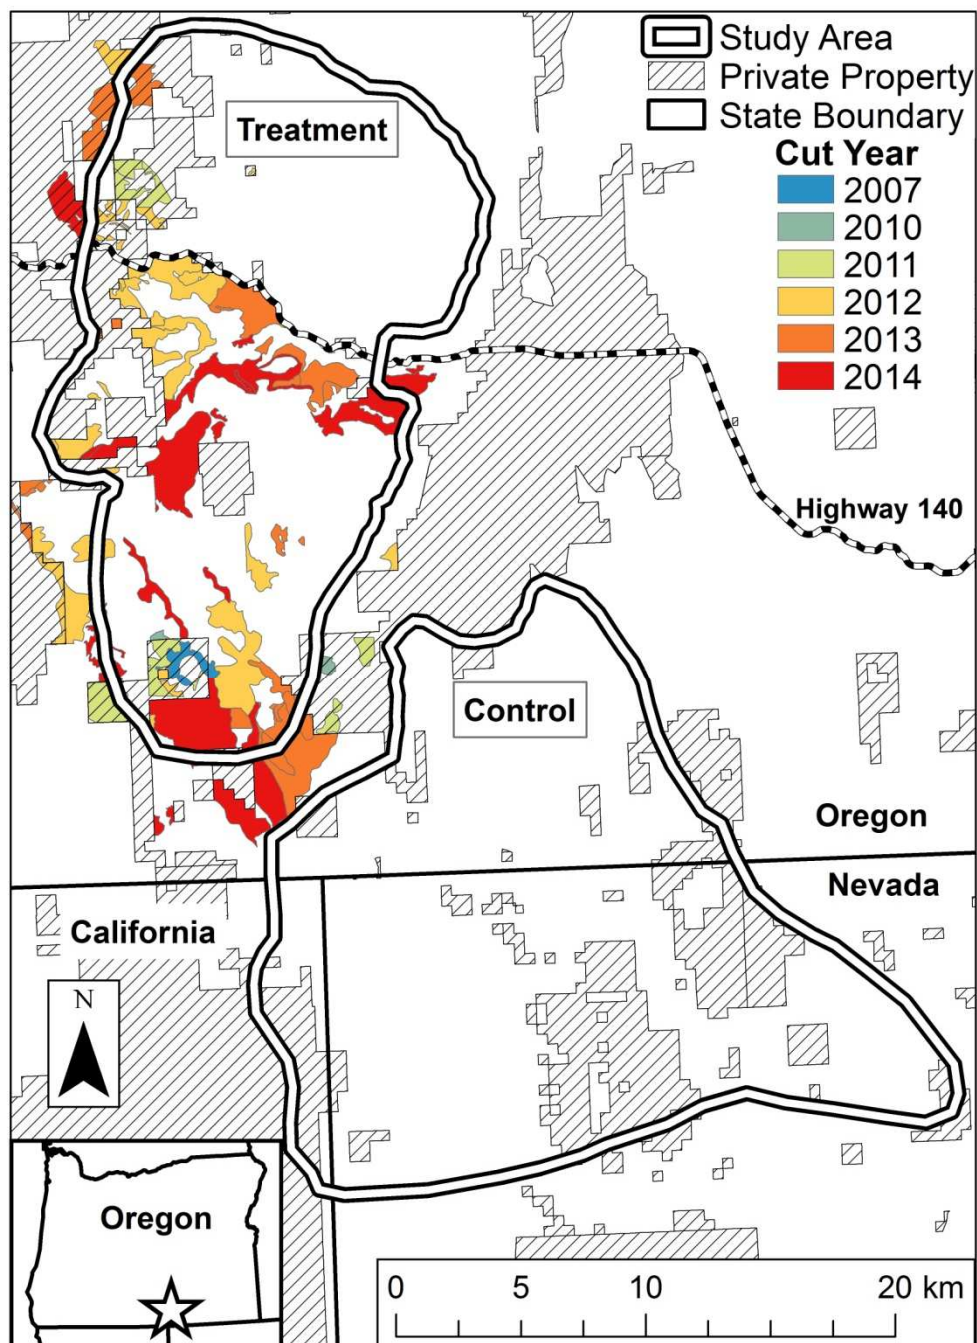 Study Area
Private Property
State Boundary
Cut Year
2007
2010
2011
2012
2013
2014
Treatment
Highway 140
Control
Oregon
Nevada
California
N
Oregon
0 5 10 20 km